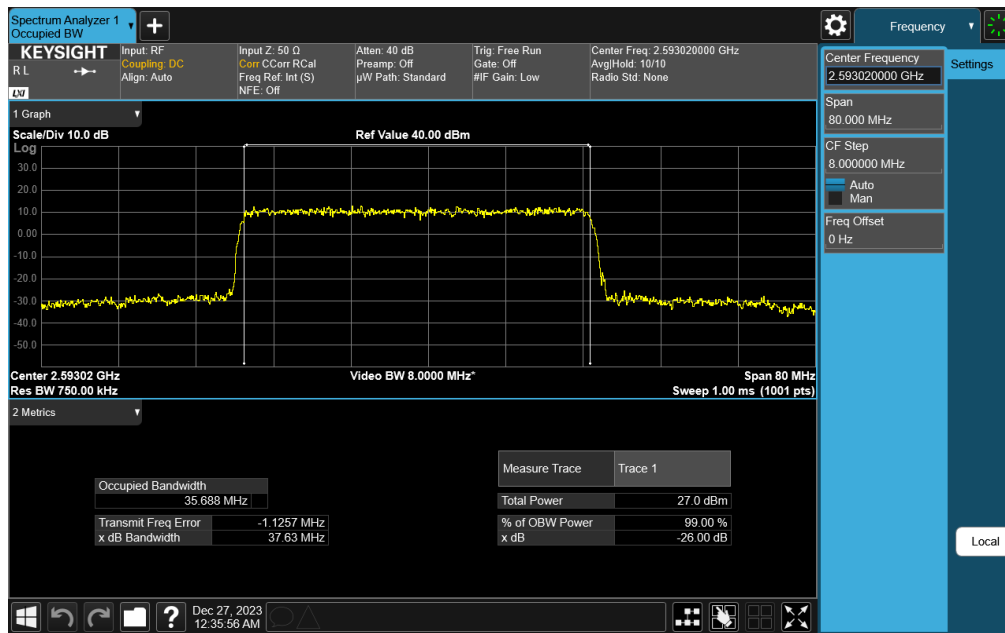 Spectrum Analyzer 1
Occupied BW
Frequency
KEYSIGHT
R L
LXI
Input: RF
Coupling: DC
Align: Auto
Input Z: 50 Ω
Corr CCorr RCal
Freq Ref: Int (S)
NFE: Off
Atten: 40 dB
Preamp: Off
µW Path: Standard
Trig: Free Run
Gate: Off
#IF Gain: Low
Center Freq: 2.593020000 GHz
Avg|Hold: 10/10
Radio Std: None
Center Frequency
2.593020000 GHz
Settings
Span
80.000 MHz
CF Step
8.000000 MHz
Auto
Man
Freq Offset
0 Hz
1 Graph
Scale/Div 10.0 dB
Ref Value 40.00 dBm
Log
30.0
20.0
10.0
0.00
-10.0
-20.0
-30.0
-40.0
-50.0
Center 2.59302 GHz
Video BW 8.0000 MHz*
Span 80 MHz
Res BW 750.00 kHz
Sweep 1.00 ms (1001 pts)
2 Metrics
Measure Trace
Trace 1
Occupied Bandwidth
35.688 MHz
Total Power
27.0 dBm
Transmit Freq Error
-1.1257 MHz
% of OBW Power
99.00 %
x dB Bandwidth
37.63 MHz
x dB
-26.00 dB
Local
?
Dec 27, 2023
12:35:56 AM